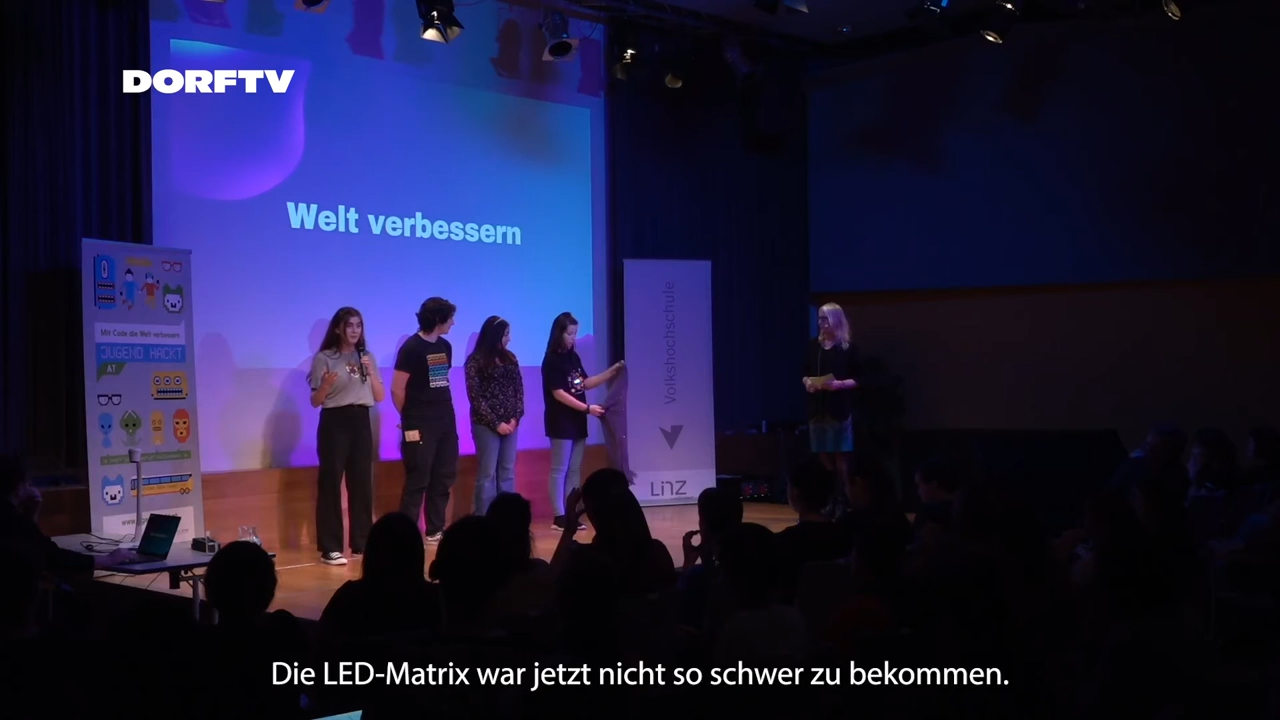 DORFTV
Welt verbessern
Mit Code die Welt verbessern
JUGEND HACKT
AT
Volkshochschule
LinZ
Die LED-Matrix war jetzt nicht so schwer zu bekommen.